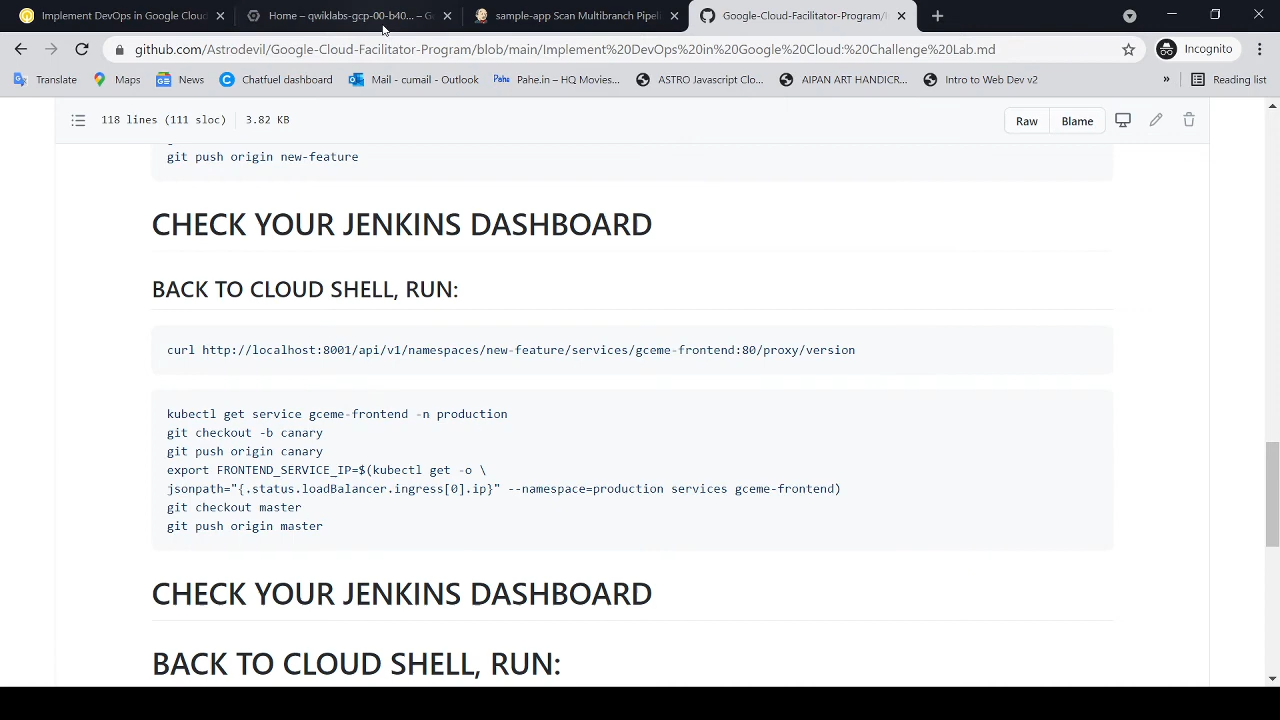 Implement DevOps in Google Cloud
Home – qwiklabs-gcp-00-b40... – G
sample-app Scan Multibranch Pipeli
Google-Cloud-Facilitator-Program/I
github.com/Astrodevil/Google-Cloud-Facilitator-Program/blob/main/Implement%20DevOps%20in%20Google%20Cloud:%20Challenge%20Lab.md
Incognito
Translate
Maps
News
Chatfuel dashboard
Mail - cumail - Outlook
Pahe.in – HQ Movies...
ASTRO Javascript Clo...
AIPAN ART HANDICR...
Intro to Web Dev v2
»
Reading list
118 lines (111 sloc) 3.82 KB
Raw
Blame
git push origin new-feature
CHECK YOUR JENKINS DASHBOARD
BACK TO CLOUD SHELL, RUN:
curl http://localhost:8001/api/v1/namespaces/new-feature/services/gceme-frontend:80/proxy/version
kubectl get service gceme-frontend -n production
git checkout -b canary
git push origin canary
export FRONTEND_SERVICE_IP=$(kubectl get -o \
jsonpath="{.status.loadBalancer.ingress[0].ip}" --namespace=production services gceme-frontend)
git checkout master
git push origin master
CHECK YOUR JENKINS DASHBOARD
BACK TO CLOUD SHELL, RUN: